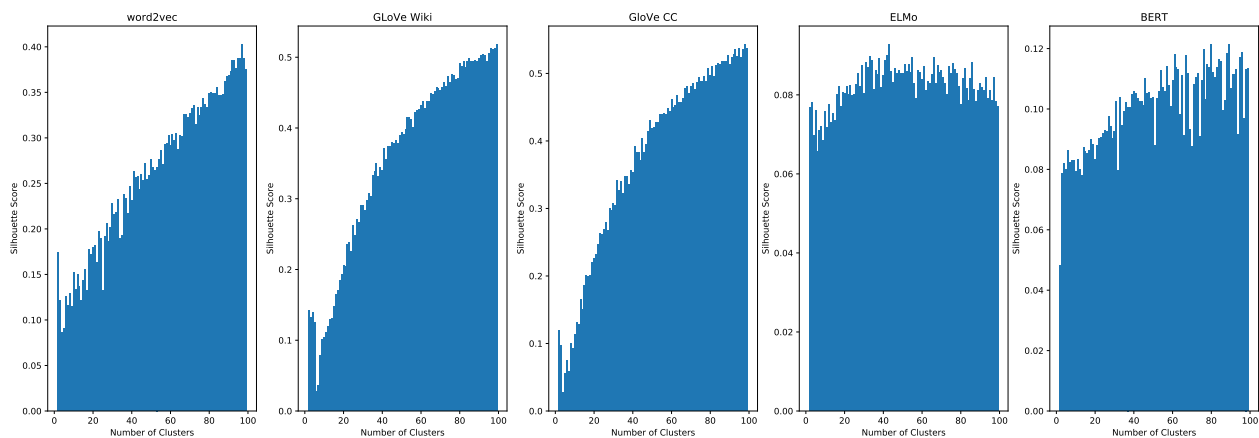 word2vec
Silhouette Score
0.40
0.35
0.30
0.25
0.20
0.15
0.10
0.05
0.00
0 20 40 60 80 100
Number of Clusters
GLoVe Wiki
Silhouette Score
0.5
0.4
0.3
0.2
0.1
0.0
0 20 40 60 80 100
Number of Clusters
GloVe CC
Silhouette Score
0.5
0.4
0.3
0.2
0.1
0.0
0 20 40 60 80 100
Number of Clusters
ELMo
Silhouette Score
0.08
0.06
0.04
0.02
0.00
0 20 40 60 80 100
Number of Clusters
BERT
Silhouette Score
0.12
0.10
0.08
0.06
0.04
0.02
0.00
0 20 40 60 80 100
Number of Clusters